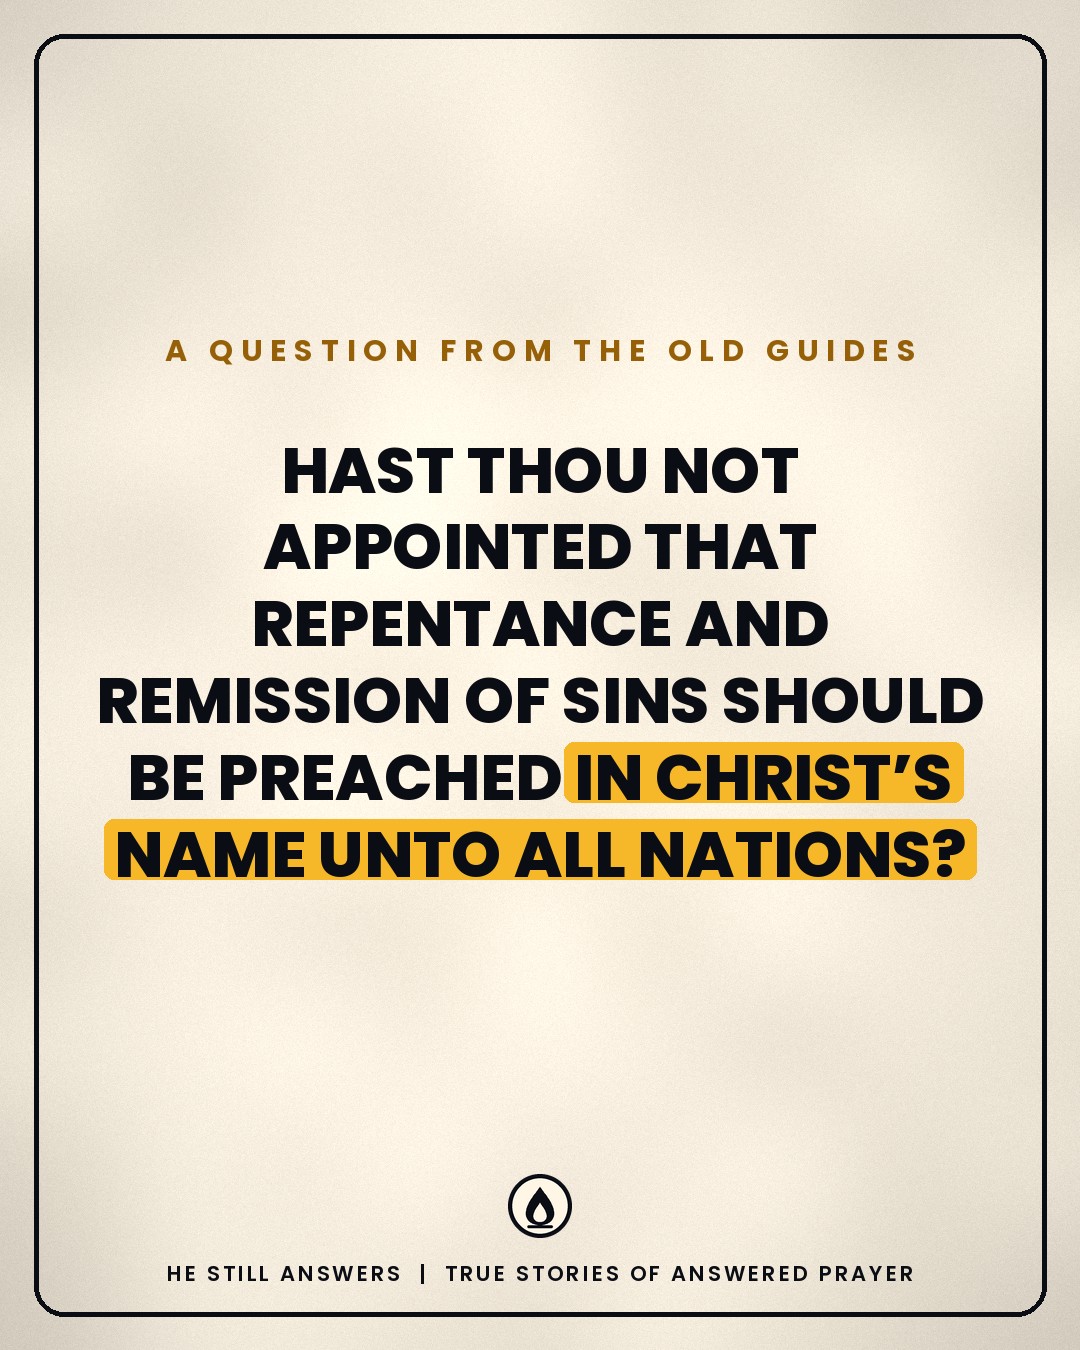 A QUESTION FROM THE OLD GUIDES
HAST THOU NOT
APPOINTED THAT
REPENTANCE AND
REMISSION OF SINS SHOULD
BE PREACHED IN CHRIST’S
NAME UNTO ALL NATIONS?
HE STILL ANSWERS | TRUE STORIES OF ANSWERED PRAYER